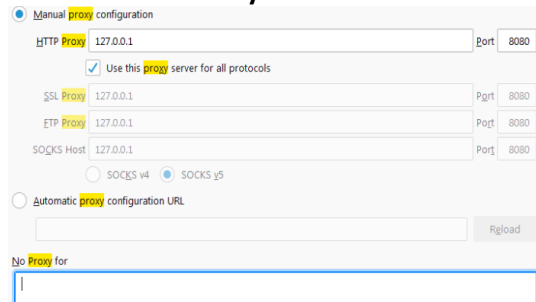 Manual proxy configuration
HTTP Proxy 127.0.0.1 Port 8080
Use this proxy server for all protocols
SSL Proxy 127.0.0.1 Port 8080
FTP Proxy 127.0.0.1 Port 8080
SOCKS Host 127.0.0.1 Port 8080
SOCKS v4 SOCKS v5
Automatic proxy configuration URL
Reload
No Proxy for